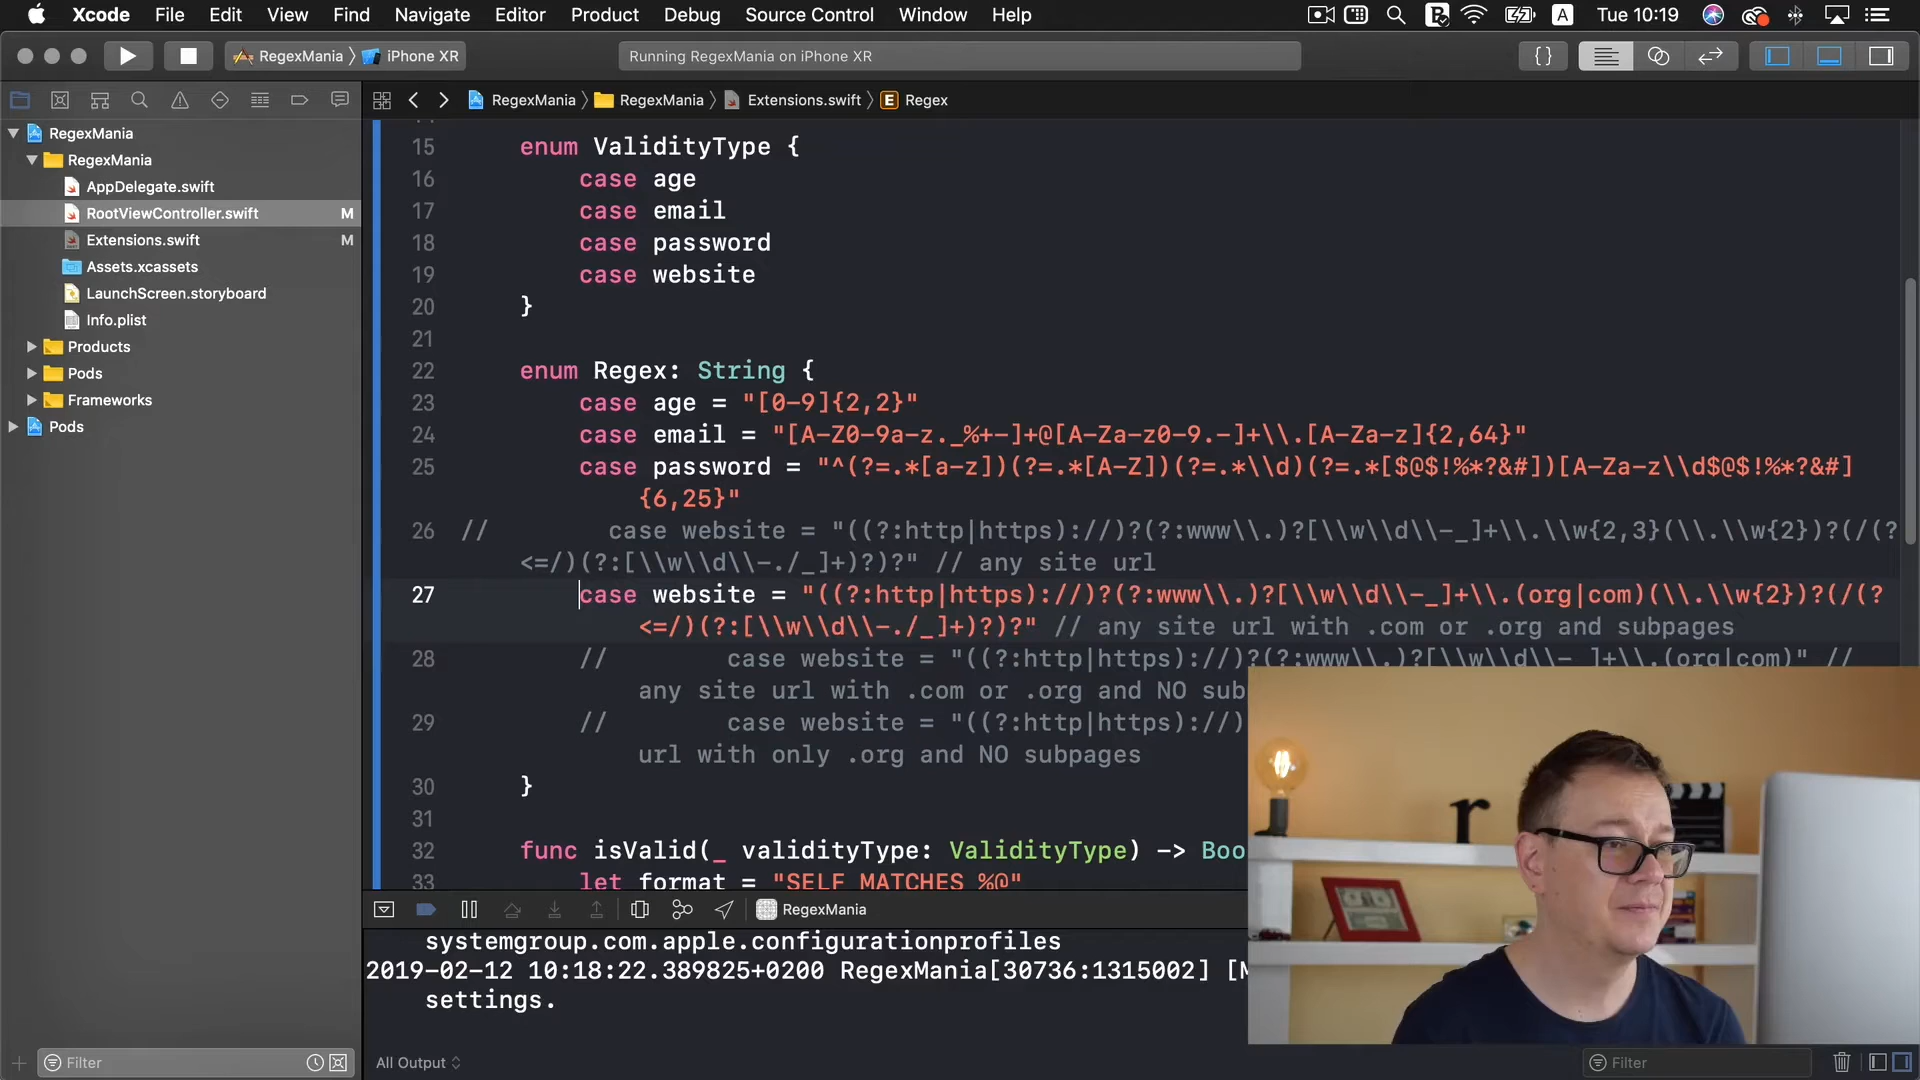 Xcode File Edit View Find Navigate Editor Product Debug Source Control Window Help A Tue 10:19
RegexMania iPhone XR Running RegexMania on iPhone XR {}
RegexMania RegexMania Extensions.swift E Regex
RegexMania
RegexMania
AppDelegate.swift
RootViewController.swift M
Extensions.swift M
Assets.xcassets
LaunchScreen.storyboard
Info.plist
Products
Pods
Frameworks
Pods
15 enum ValidityType {
16 case age
17 case email
18 case password
19 case website
20 }
21
22 enum Regex: String {
23 case age = "[0-9]{2,2}"
24 case email = "[A-Z0-9a-z._%+-]+@[A-Za-z0-9.-]+\\.[A-Za-z]{2,64}"
25 case password = "^(?=.*[a-z])(?=.*[A-Z])(?=.*\\d)(?=.*[$@$!%*?&#])[A-Za-z\\d$@$!%*?&#]
{6,25}"
26 // case website = "((?:http|https)://)?(?:www\\.)?[\\w\\d\\-_]+\\.\\w{2,3}(\\.\\w{2})?(/(?
<=/)(?:[\\w\\d\\-./_]+)?)?" // any site url
27 case website = "((?:http|https)://)?(?:www\\.)?[\\w\\d\\-_]+\\.(org|com)(\\.\\w{2})?(/(?
<=/)(?:[\\w\\d\\-./_]+)?)?" // any site url with .com or .org and subpages
28 // case website = "((?:http|https)://)?(?:www\\.)?[\\w\\d\\-_]+\\.(org|com)" //
any site url with .com or .org and NO sub
29 // case website = "((?:http|https)://)
url with only .org and NO subpages
30 }
31
32 func isValid(_ validityType: ValidityType) -> Boo
33 let format = "SELF MATCHES %@"
RegexMania
systemgroup.com.apple.configurationprofiles
2019-02-12 10:18:22.389825+0200 RegexMania[30736:1315002] [M
settings.
Filter All Output Filter